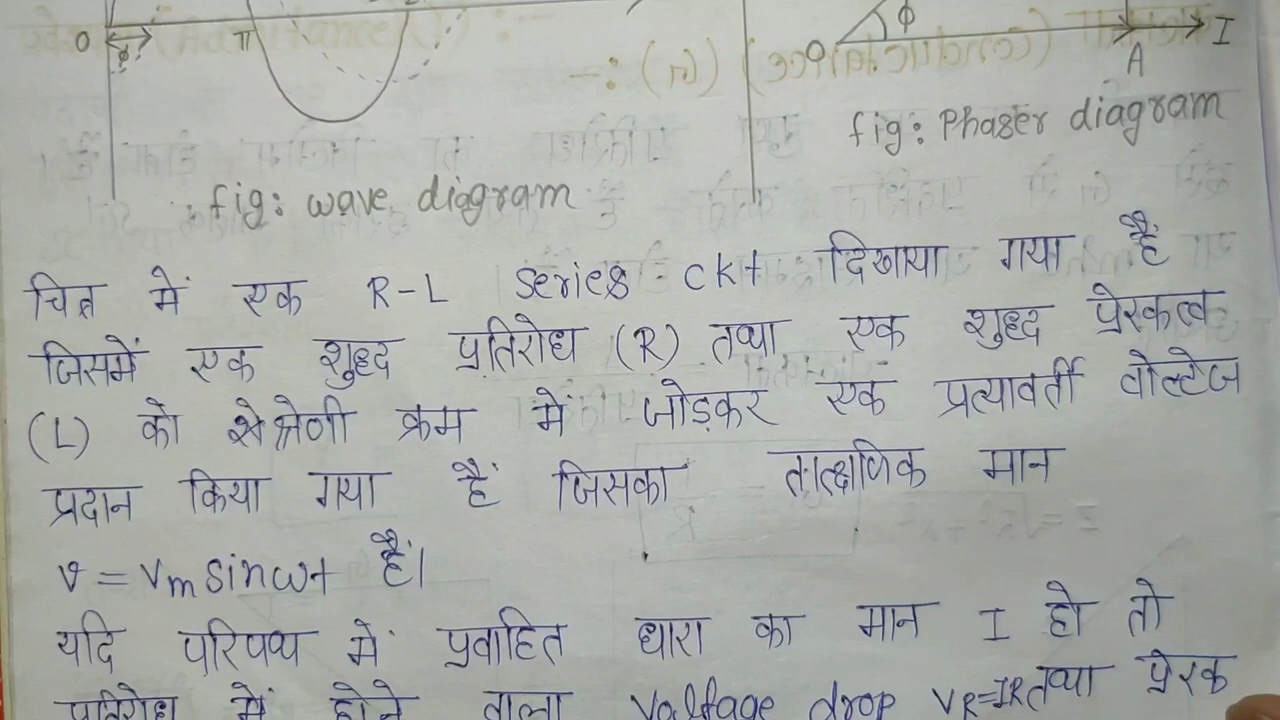 O φ π
O φ A I
fig: Phaser diagram
fig: wave diagram
चित्र में एक R-L series ckt दिखाया गया हैं
जिसमें एक शुद्ध प्रतिरोध (R) तथा एक शुद्ध प्रेरकत्व
(L) को श्रेणी क्रम में जोड़कर एक प्रत्यावर्ती वोल्टेज
प्रदान किया गया हैं जिसका तात्क्षणिक मान
v = Vm sinωt हैं।
यदि परिपथ में प्रवाहित धारा का मान I हो तो
प्रतिरोध में होने वाला Voltage drop VR=IR तथा प्रेरक